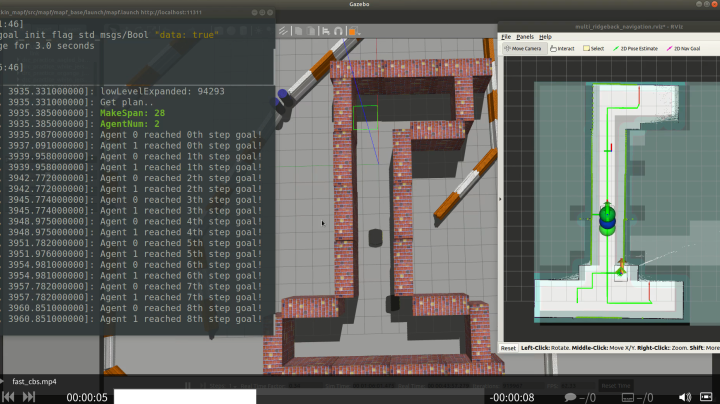 Gazebo
kin_mapf/src/mapf/mapf_base/launch/mapf.launch http://localhost:11311
1:46]
goal init_flag std_msgs/Bool "data: true"
ge for 3.0 seconds
6:46]
3935.331000000]: lowLevelExpanded: 94293
3935.331000000]: Get plan..
3935.385000000]: MakeSpan: 28
3935.385000000]: AgentNum: 2
3935.987000000]: Agent 0 reached 0th step goal!
3937.091000000]: Agent 1 reached 0th step goal!
3939.958000000]: Agent 0 reached 1th step goal!
3939.958000000]: Agent 1 reached 1th step goal!
3942.772000000]: Agent 0 reached 2th step goal!
3942.772000000]: Agent 1 reached 2th step goal!
3945.774000000]: Agent 0 reached 3th step goal!
3945.774000000]: Agent 1 reached 3th step goal!
3948.975000000]: Agent 0 reached 4th step goal!
3948.975000000]: Agent 1 reached 4th step goal!
3951.782000000]: Agent 0 reached 5th step goal!
3951.976000000]: Agent 1 reached 5th step goal!
3954.981000000]: Agent 0 reached 6th step goal!
3954.981000000]: Agent 1 reached 6th step goal!
3957.782000000]: Agent 0 reached 7th step goal!
3957.782000000]: Agent 1 reached 7th step goal!
3960.851000000]: Agent 0 reached 8th step goal!
3960.851000000]: Agent 1 reached 8th step goal!
multi_ridgeback_navigation.rviz* - RViz
File Panels Help
Move Camera Interact Select 2D Pose Estimate 2D Nav Goal
Reset Left-Click: Rotate. Middle-Click: Move X/Y. Right-Click: Zoom. Shift: More
fast_cbs.mp4
00:00:05
-00:00:08
–/0
–/0